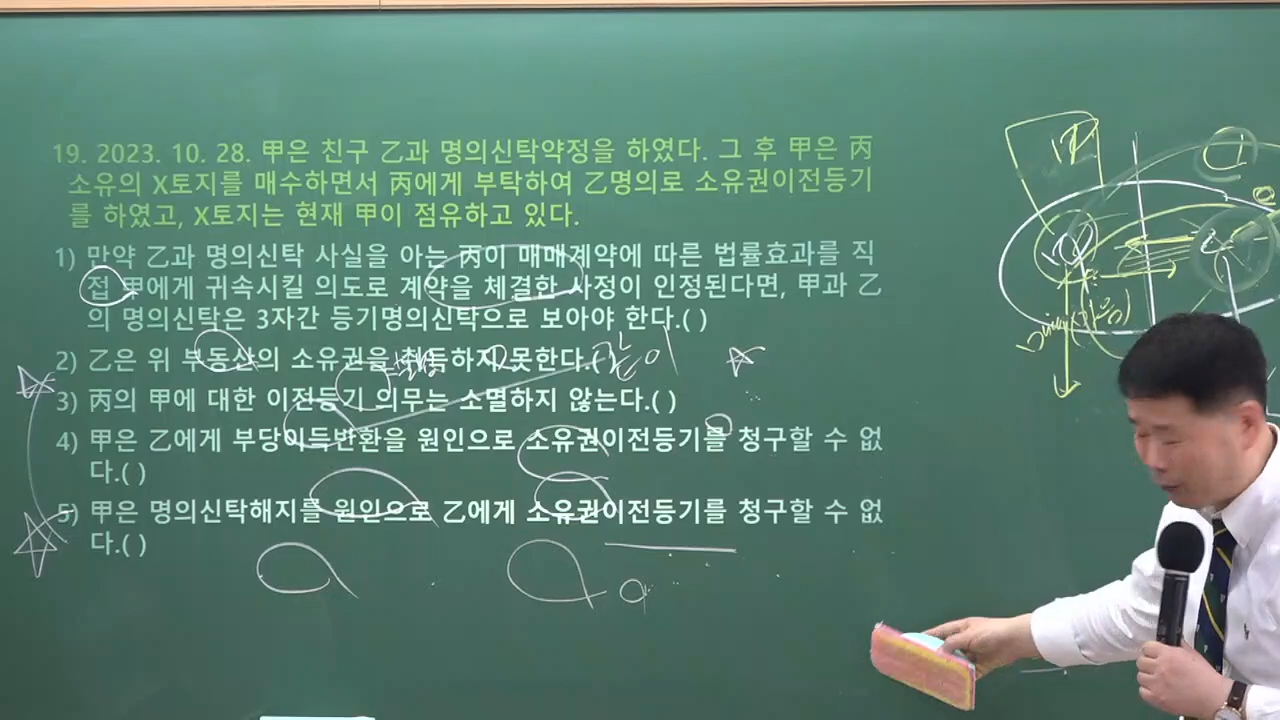 19. 2023. 10. 28. 甲은 친구 乙과 명의신탁약정을 하였다. 그 후 甲은 丙
소유의 X토지를 매수하면서 丙에게 부탁하여 乙명의로 소유권이전등기
를 하였고, X토지는 현재 甲이 점유하고 있다.
1) 만약 乙과 명의신탁 사실을 아는 丙이 매매계약에 따른 법률효과를 직
접 甲에게 귀속시킬 의도로 계약을 체결한 사정이 인정된다면, 甲과 乙
의 명의신탁은 3자간 등기명의신탁으로 보아야 한다.( )
2) 乙은 위 부동산의 소유권을 취득하지 못한다.( )
3) 丙의 甲에 대한 이전등기 의무는 소멸하지 않는다.( )
4) 甲은 乙에게 부당이득반환을 원인으로 소유권이전등기를 청구할 수 없
다.( )
5) 甲은 명의신탁해지를 원인으로 乙에게 소유권이전등기를 청구할 수 없
다.( )